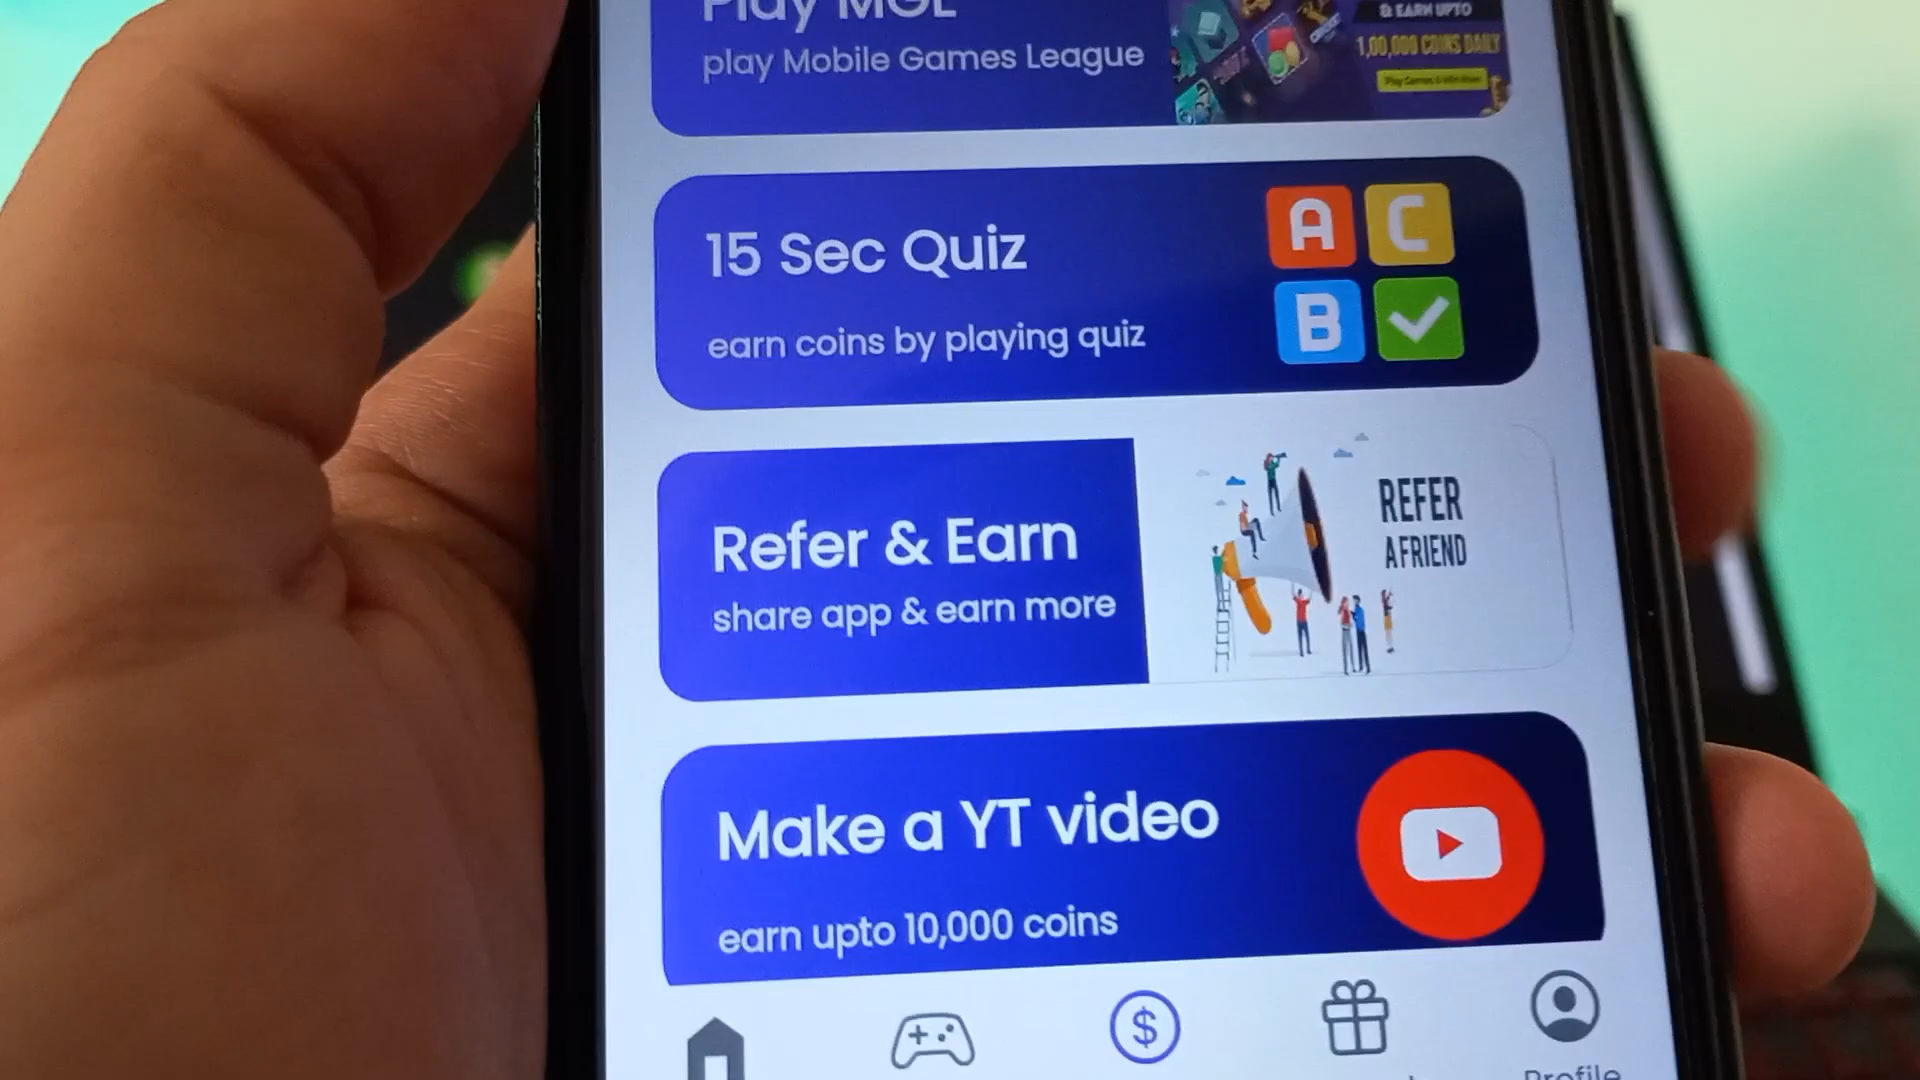 Play MGL
play Mobile Games League
& EARN UPTO
1,00,000 COINS DAILY
15 Sec Quiz
earn coins by playing quiz
A C
B
Refer & Earn
share app & earn more
REFER
A FRIEND
Make a YT video
earn upto 10,000 coins
$
Profile